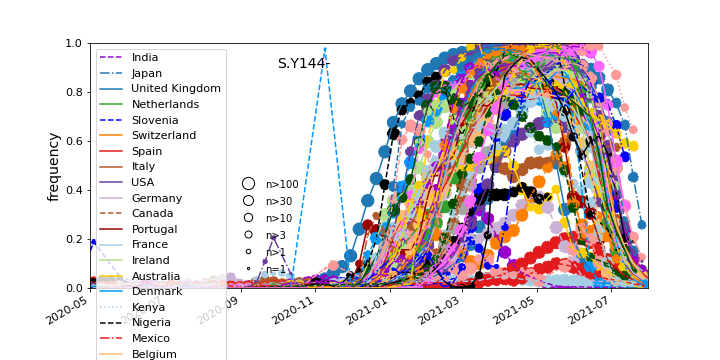 S.Y144-
frequency
1.0
0.8
0.6
0.4
0.2
0.0
India
Japan
United Kingdom
Netherlands
Slovenia
Switzerland
Spain
Italy
USA
Germany
Canada
Portugal
France
Ireland
Australia
Denmark
Kenya
Nigeria
Mexico
Belgium
n>100
n>30
n>10
n>3
n>1
n=1
2020-05
2020-07
2020-09
2020-11
2021-01
2021-03
2021-05
2021-07